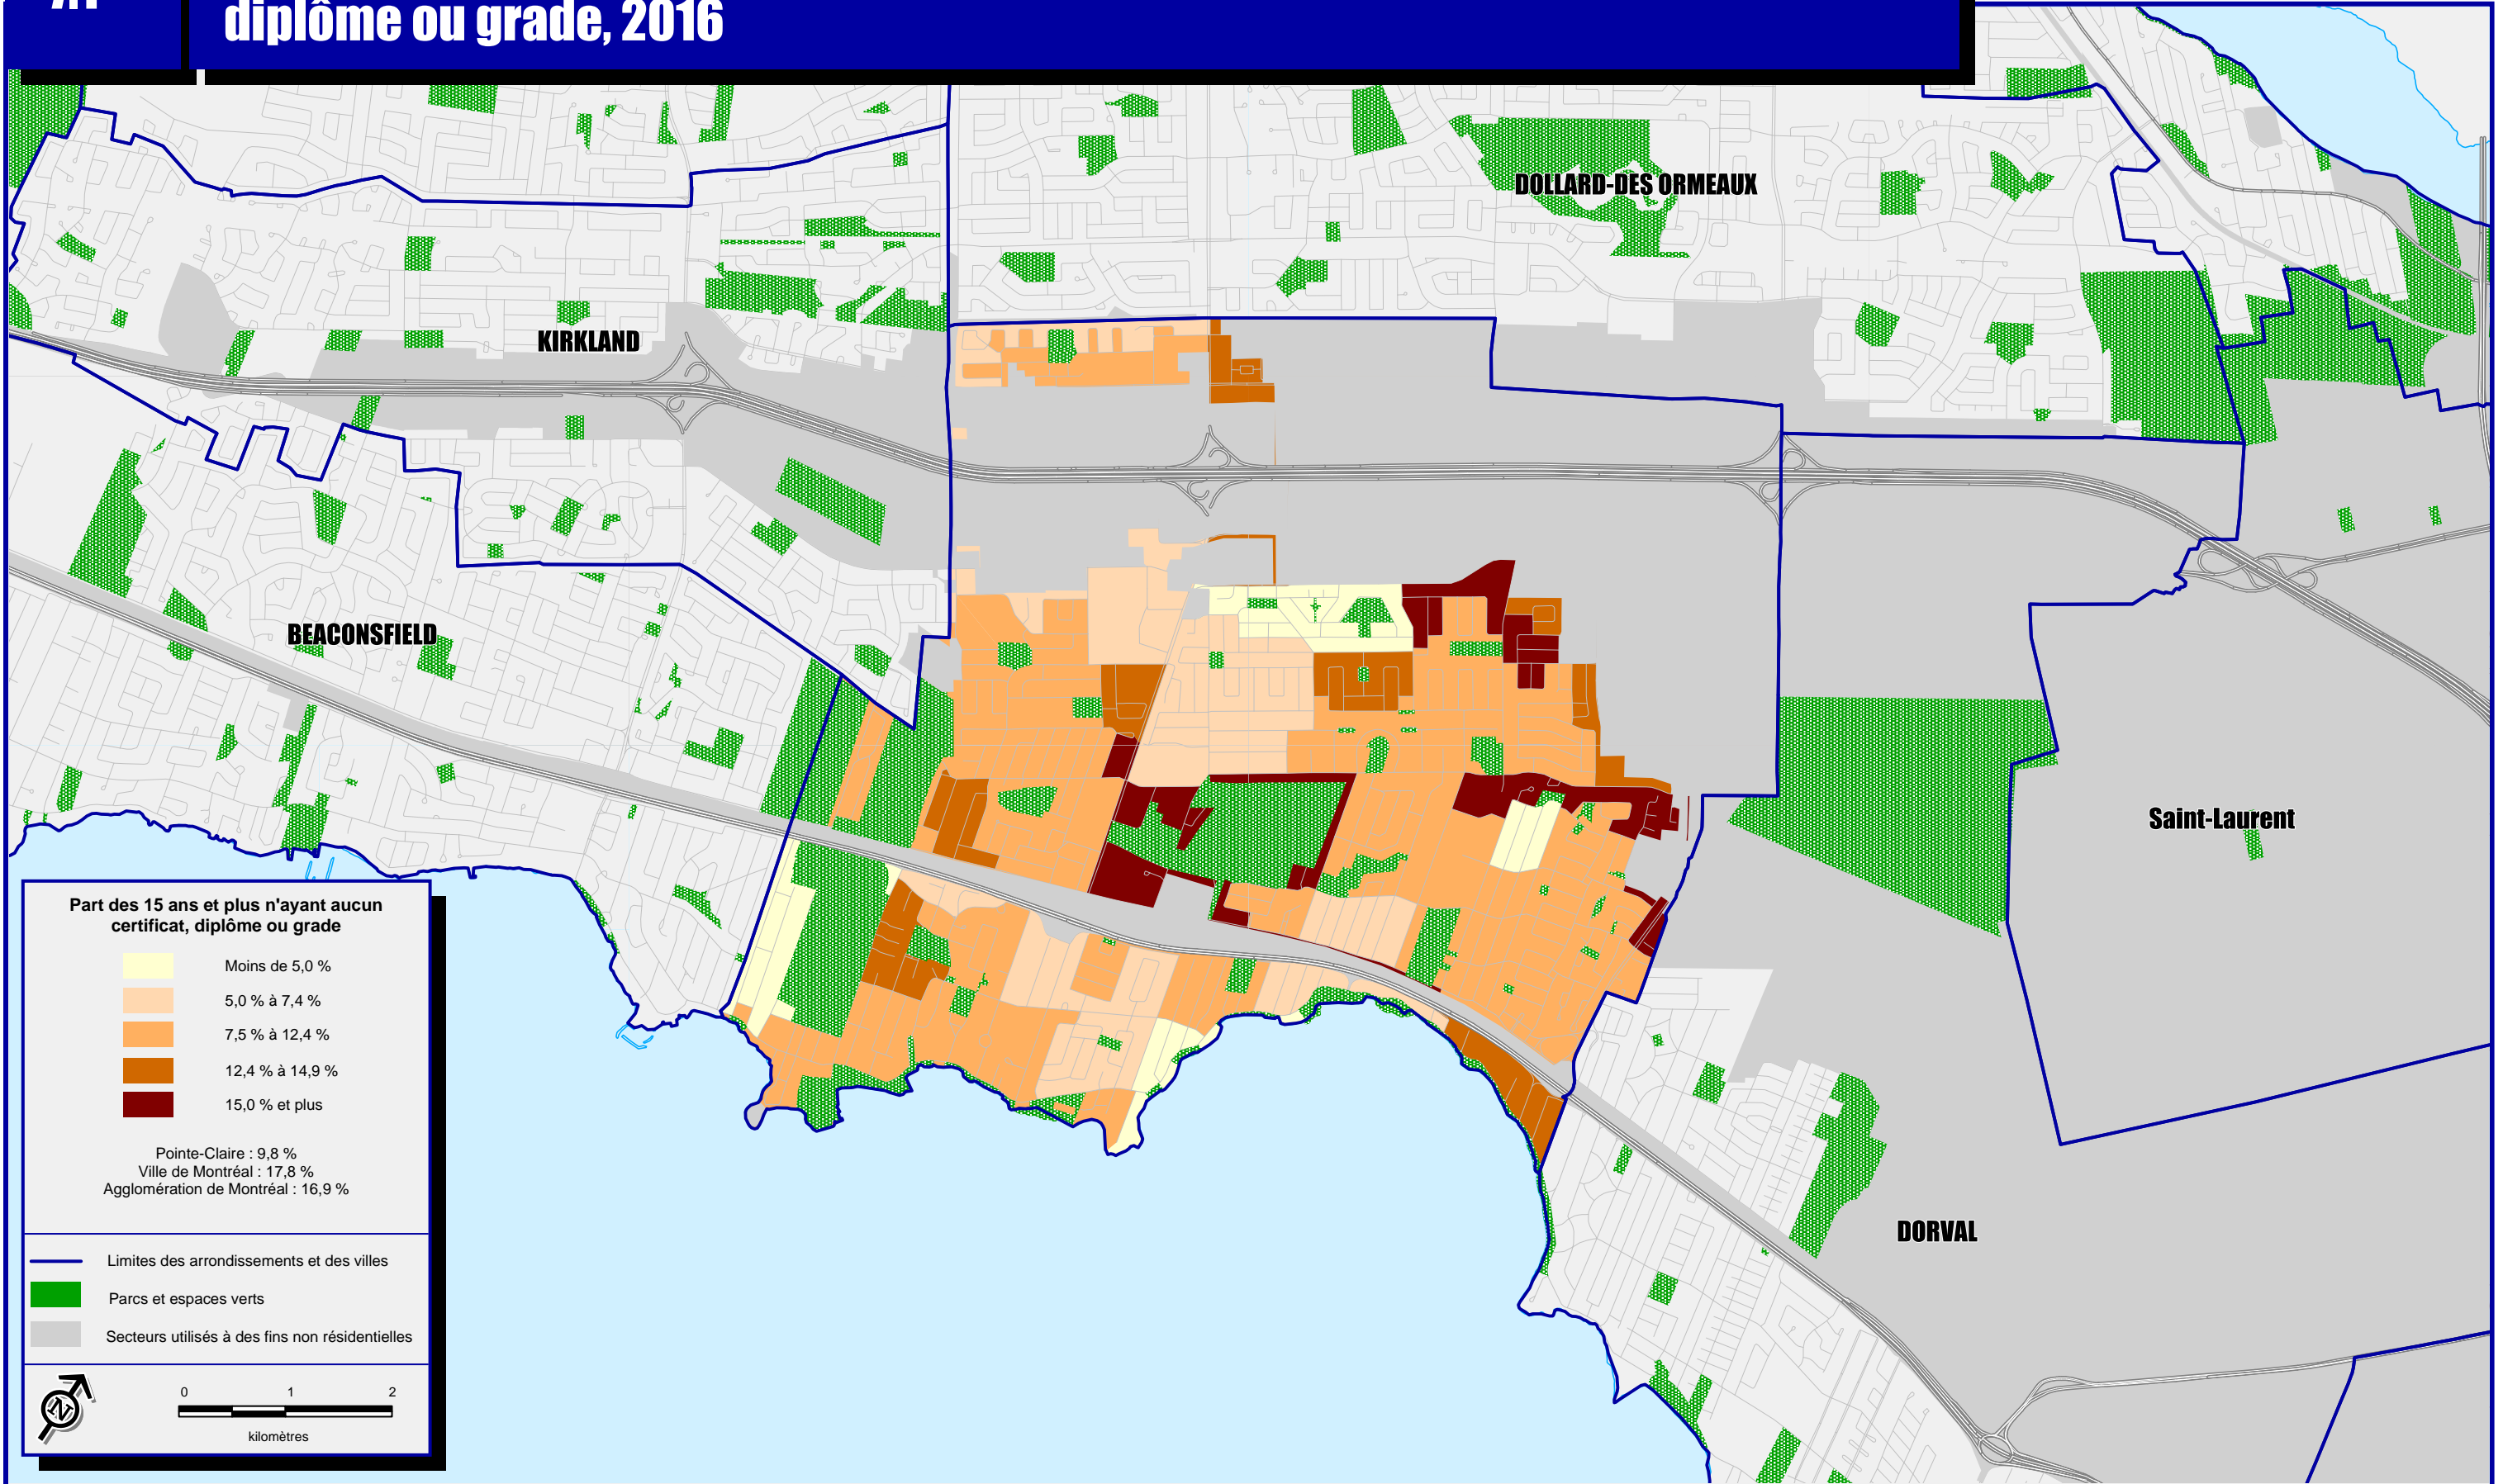 diplôme ou grade, 2016
DOLLARD-DES ORMEAUX
KIRKLAND
BEACONSFIELD
Saint-Laurent
DORVAL
Part des 15 ans et plus n'ayant aucun
certificat, diplôme ou grade
Moins de 5,0 %
5,0 % à 7,4 %
7,5 % à 12,4 %
12,4 % à 14,9 %
15,0 % et plus
Pointe-Claire : 9,8 %
Ville de Montréal : 17,8 %
Agglomération de Montréal : 16,9 %
Limites des arrondissements et des villes
Parcs et espaces verts
Secteurs utilisés à des fins non résidentielles
N
0 1 2
kilomètres